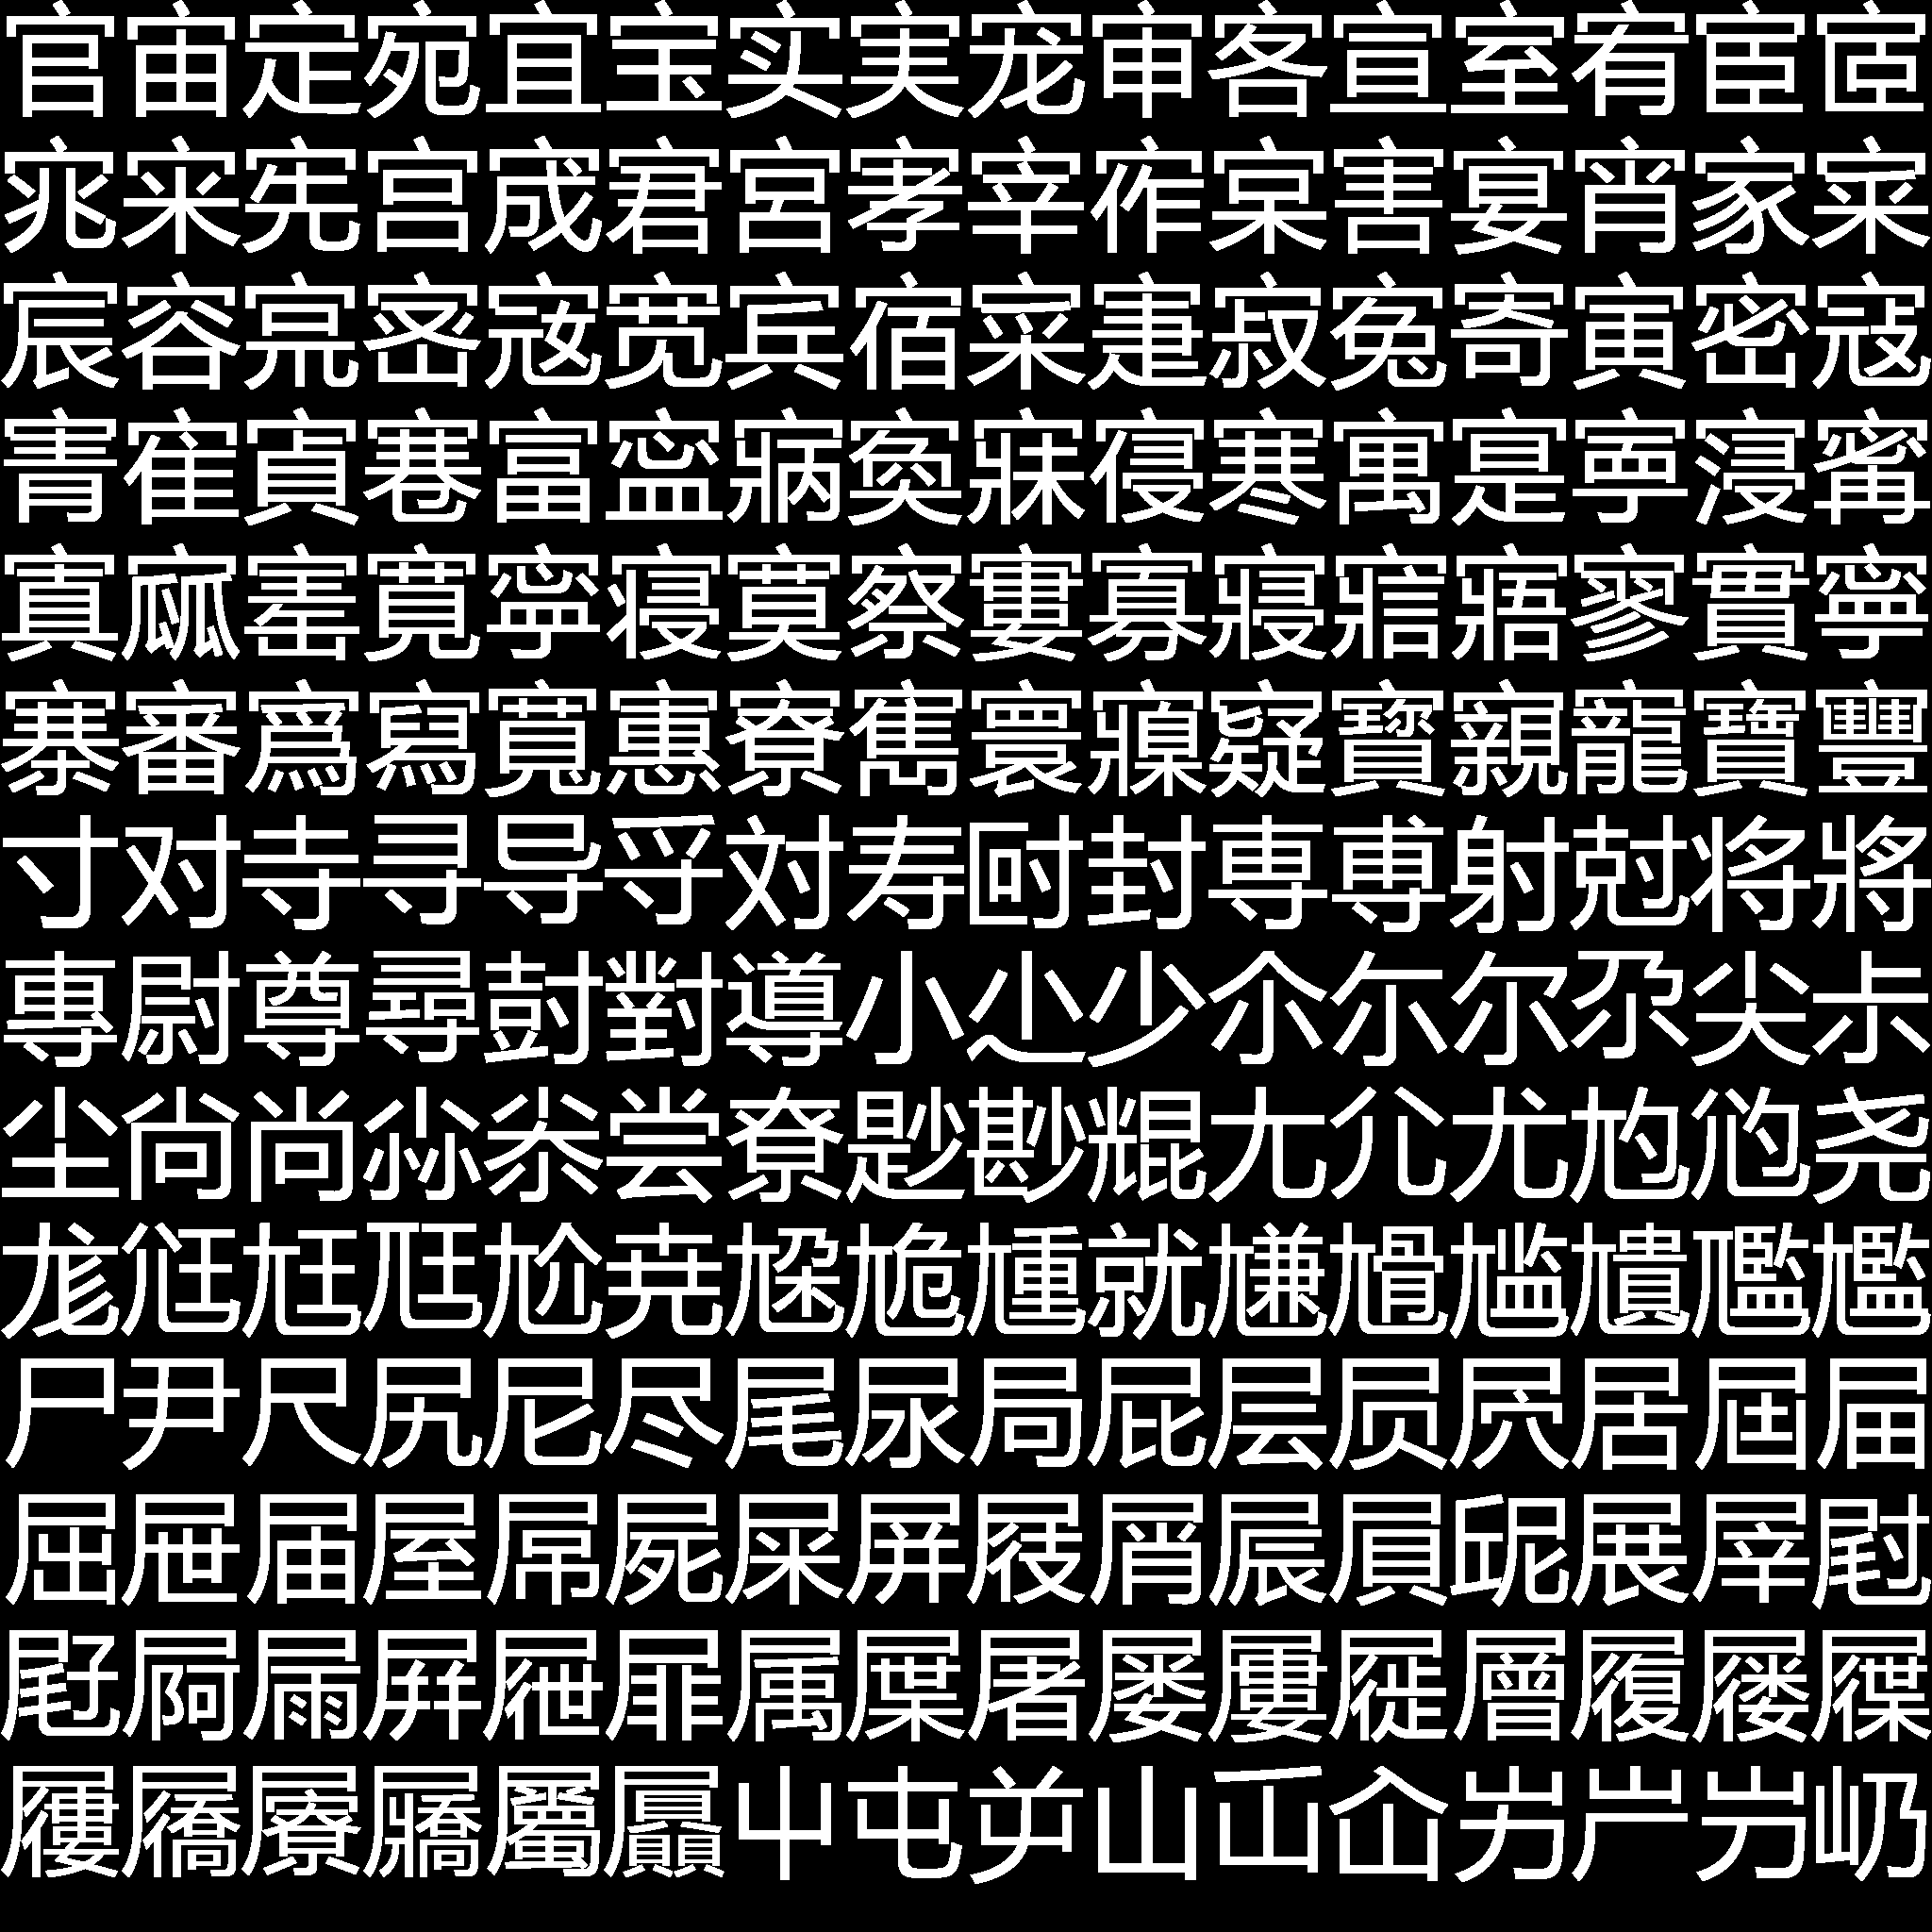 官宙定宛宜宝实実宠审客宣室宥宦宧
宨宩宪宫宬宭宮宯宰宱宲害宴宵家宷
宸容宺宻宼宽宾宿寀寁寂寃寄寅密寇
寈寉寊寋富寍寎寏寐寑寒寓寔寕寖寗
寘寙寚寛寜寝寞察寠寡寢寣寤寥實寧
寨審寪寫寬寭寮寯寰寱寲寳寴寵寶寷
寸对寺寻导寽対寿尀封専尃射尅将將
專尉尊尋尌對導小尐少尒尓尔尕尖尗
尘尙尚尛尜尝尞尟尠尡尢尣尤尥尦尧
尨尩尪尫尬尭尮尯尰就尲尳尴尵尶尷
尸尹尺尻尼尽尾尿局屁层屃屄居屆屇
屈屉届屋屌屍屎屏屐屑屒屓屔展屖屗
屘屙屚屛屜屝属屟屠屡屢屣層履屦屧
屨屩屪屫屬屭屮屯屰山屲屳屴屵屶屷